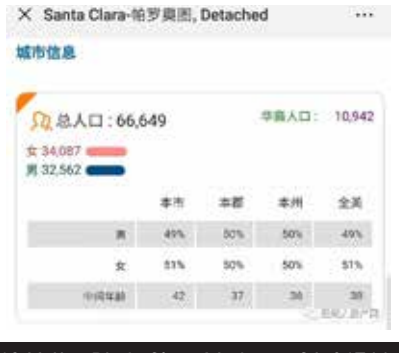 × Santa Clara-帕罗奥图, Detached ...
城市信息
总人口 : 66,649
华裔人口 : 10,942
女 34,087
男 32,562
本市 本郡 本州 全美
男 49% 50% 50% 49%
女 51% 50% 50% 51%
中间年龄 42 37 36 38